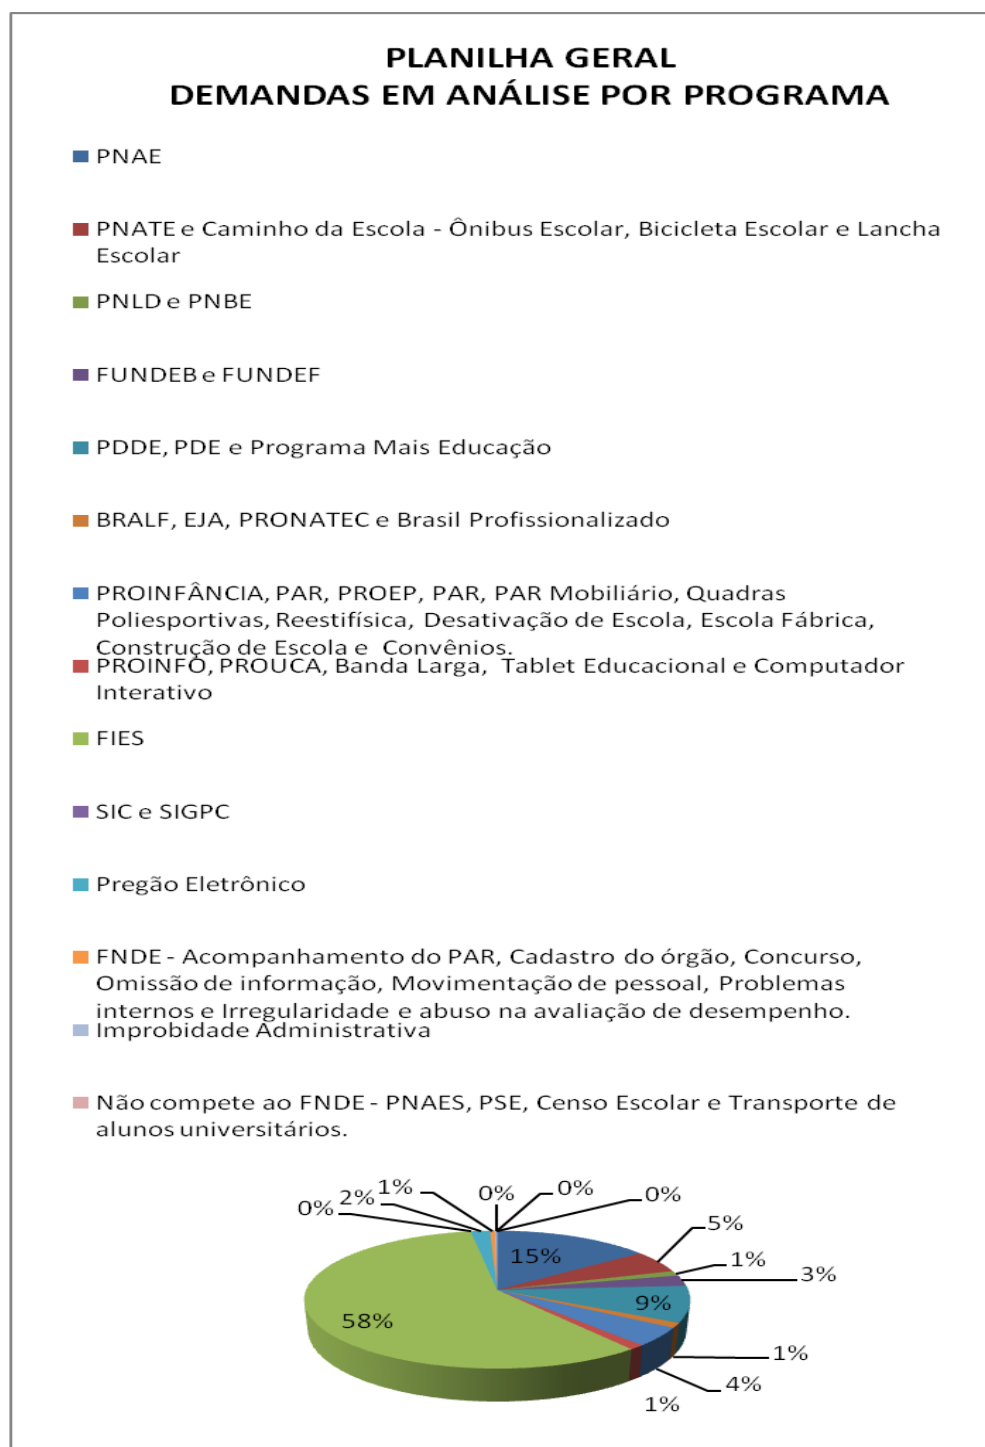 PLANILHA GERAL
DEMANDAS EM ANÁLISE POR PROGRAMA
PNAE
PNATE e Caminho da Escola - Ônibus Escolar, Bicicleta Escolar e Lancha
Escolar
PNLD e PNBE
FUNDEB e FUNDEF
PDDE, PDE e Programa Mais Educação
BRALF, EJA, PRONATEC e Brasil Profissionalizado
PROINFÂNCIA, PAR, PROEP, PAR, PAR Mobiliário, Quadras
Poliesportivas, Reestifísica, Desativação de Escola, Escola Fábrica,
Construção de Escola e Convênios.
PROINFO, PROUCA, Banda Larga, Tablet Educacional e Computador
Interativo
FIES
SIC e SIGPC
Pregão Eletrônico
FNDE - Acompanhamento do PAR, Cadastro do órgão, Concurso,
Omissão de informação, Movimentação de pessoal, Problemas
internos e Irregularidade e abuso na avaliação de desempenho.
Improbidade Administrativa
Não compete ao FNDE - PNAES, PSE, Censo Escolar e Transporte de
alunos universitários.
0% 2% 1% 0% 0% 0%
15% 5%
1%
3%
9%
58%
1%
4%
1%